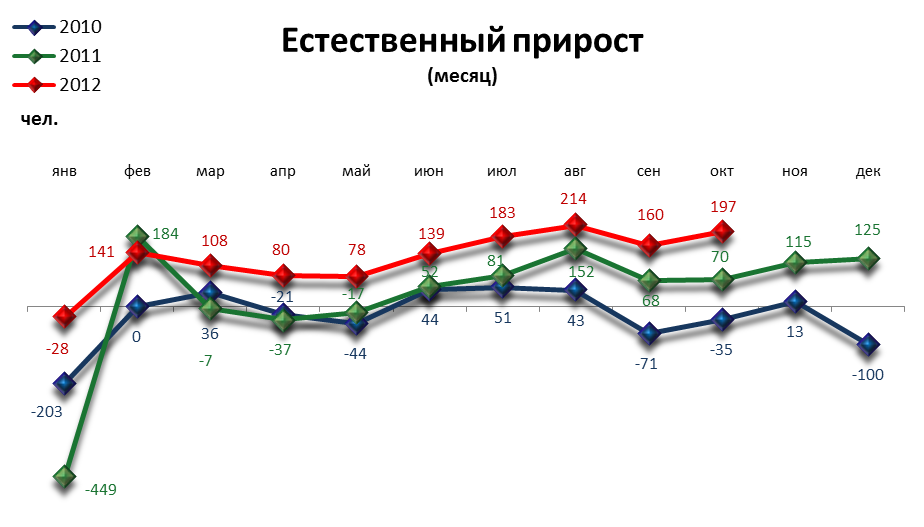 2010
2011
2012
Естественный прирост
(месяц)
чел.
янв фев мар апр май июн июл авг сен окт ноя дек
-28 141 108 80 78 139 183 214 160 197
-449 184 -7 -37 -17 52 81 152 68 70 115 125
-203 0 36 -21 -44 44 51 43 -71 -35 13 -100